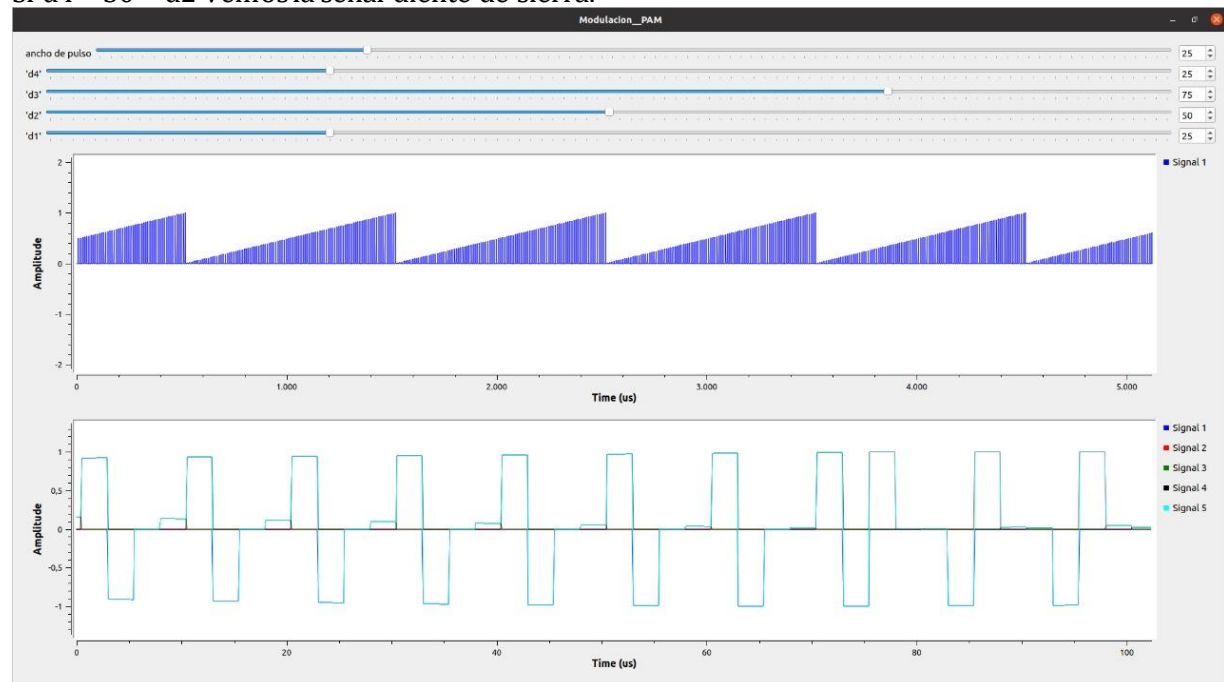 Si d4 = 50 = d2 vemos la señal diente de sierra:
Modulacion__PAM
ancho de pulso 25
'd4' 25
'd3' 75
'd2' 50
'd1' 25
2
1
0
-1
-2
Amplitude
0 1.000 2.000 3.000 4.000 5.000
Time (us)
Signal 1
1
0,5
0
-0,5
-1
Amplitude
0 20 40 60 80 100
Time (us)
Signal 1
Signal 2
Signal 3
Signal 4
Signal 5